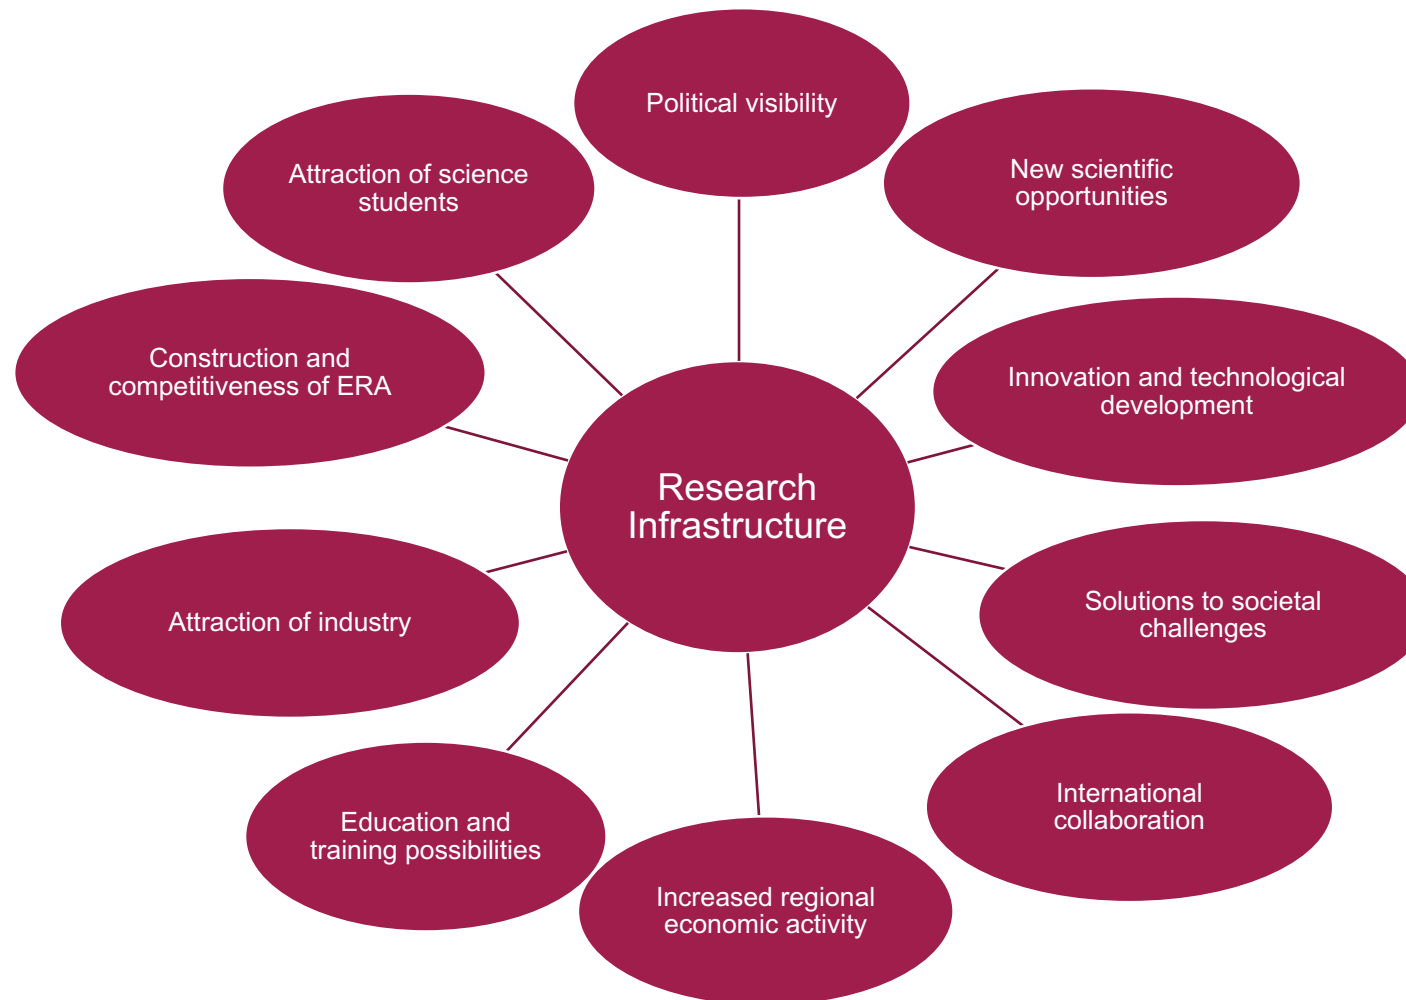 Political visibility
New scientific
opportunities
Innovation and technological
development
Solutions to societal
challenges
International
collaboration
Increased regional
economic activity
Education and
training possibilities
Attraction of industry
Construction and
competitiveness of ERA
Attraction of science
students
Research
Infrastructure